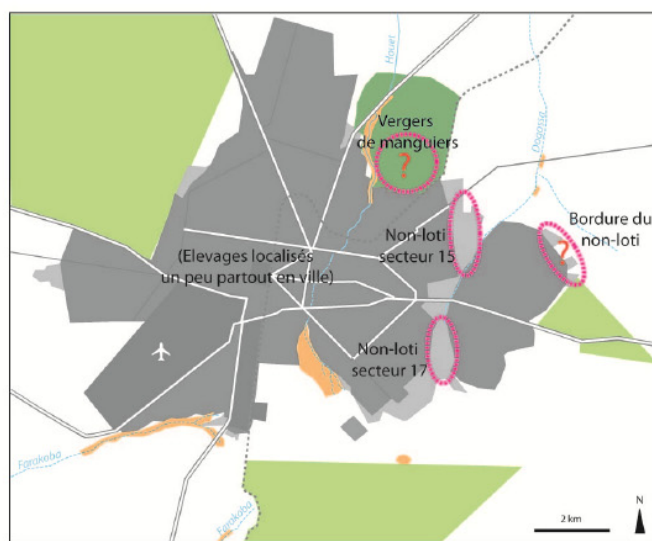 Houet
Vergers
de manguiers
?
Dogossa
Bordure du
non-loti
?
Non-loti
secteur 15
(Elevages localisés
un peu partout en ville)
Non-loti
secteur 17
Farakoba
Farakoba
2 km
N